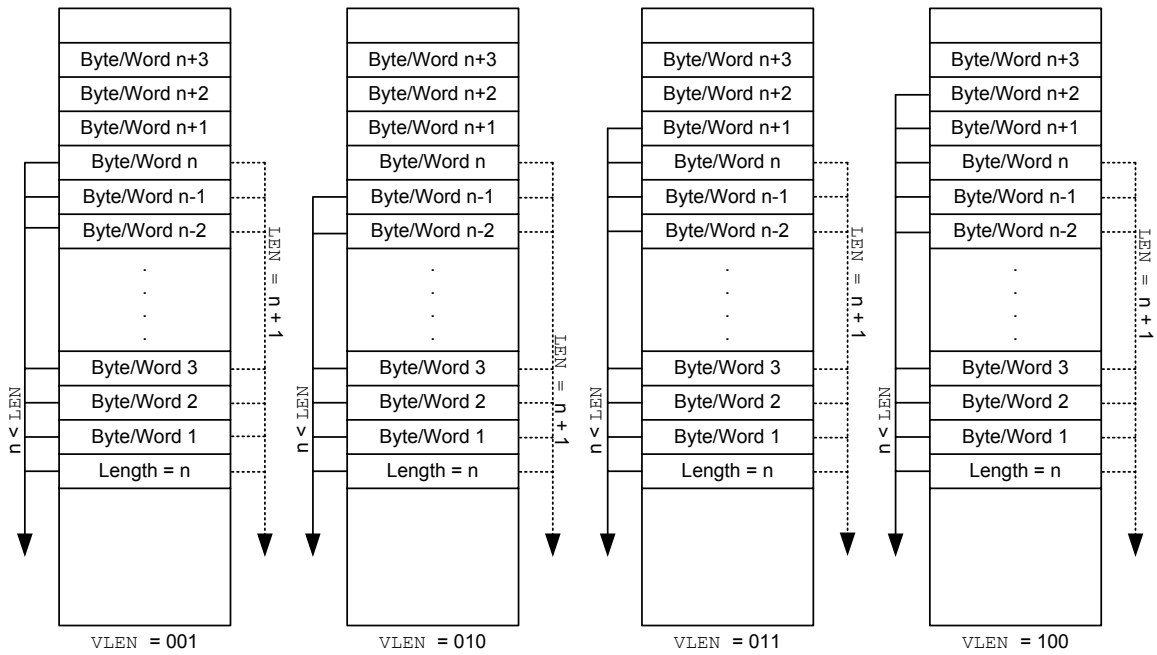 Byte/Word n+3
Byte/Word n+2
Byte/Word n+1
Byte/Word n
Byte/Word n-1
Byte/Word n-2
.
.
.
.
Byte/Word 3
Byte/Word 2
Byte/Word 1
Length = n
n < LEN
LEN = n + 1
VLEN = 001
Byte/Word n+3
Byte/Word n+2
Byte/Word n+1
Byte/Word n
Byte/Word n-1
Byte/Word n-2
.
.
.
.
Byte/Word 3
Byte/Word 2
Byte/Word 1
Length = n
n < LEN
LEN = n + 1
VLEN = 010
Byte/Word n+3
Byte/Word n+2
Byte/Word n+1
Byte/Word n
Byte/Word n-1
Byte/Word n-2
.
.
.
.
Byte/Word 3
Byte/Word 2
Byte/Word 1
Length = n
n < LEN
LEN = n + 1
VLEN = 011
Byte/Word n+3
Byte/Word n+2
Byte/Word n+1
Byte/Word n
Byte/Word n-1
Byte/Word n-2
.
.
.
.
Byte/Word 3
Byte/Word 2
Byte/Word 1
Length = n
n < LEN
LEN = n + 1
VLEN = 100